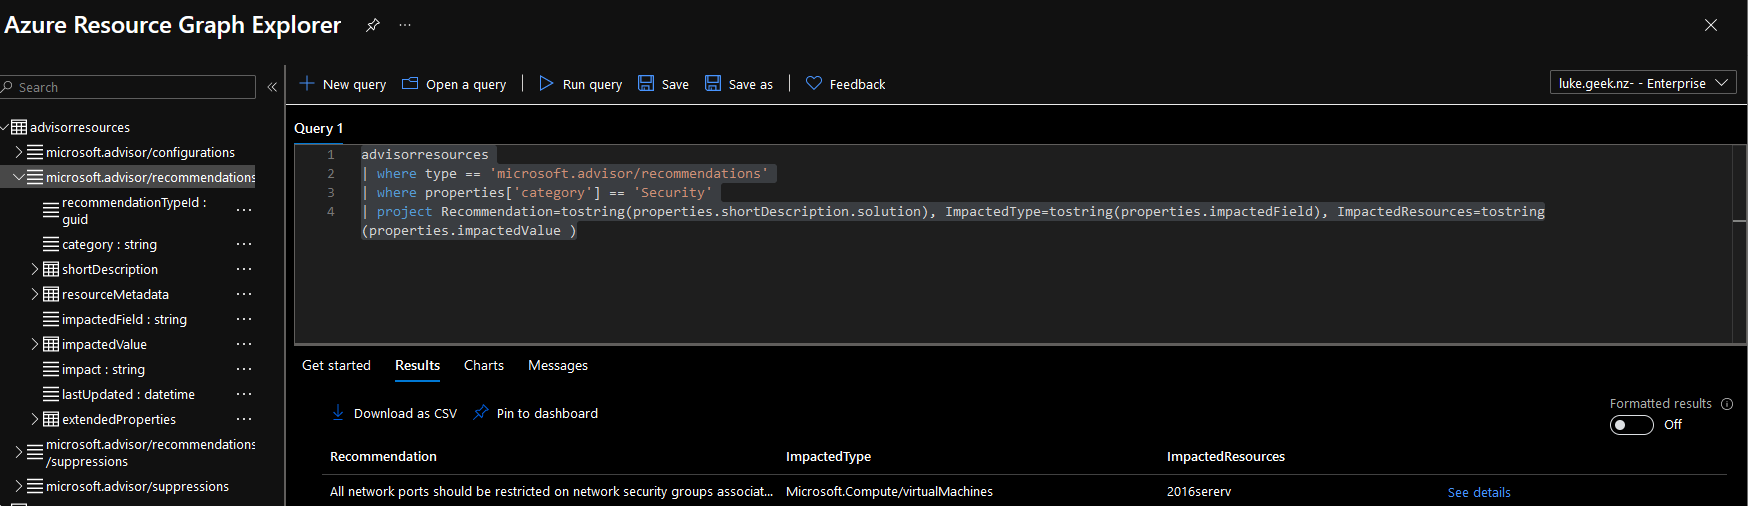 Azure Resource Graph Explorer
Search
New query
Open a query
Run query
Save
Save as
Feedback
luke.geek.nz- - Enterprise
advisorresources
microsoft.advisor/configurations
microsoft.advisor/recommendations
recommendationTypeId :
guid
category : string
shortDescription
resourceMetadata
impactedField : string
impactedValue
impact : string
lastUpdated : datetime
extendedProperties
microsoft.advisor/recommendations
/suppressions
microsoft.advisor/suppressions
Query 1
1 advisorresources
2 | where type == 'microsoft.advisor/recommendations'
3 | where properties['category'] == 'Security'
4 | project Recommendation=tostring(properties.shortDescription.solution), ImpactedType=tostring(properties.impactedField), ImpactedResources=tostring
(properties.impactedValue )
Get started
Results
Charts
Messages
Download as CSV
Pin to dashboard
Formatted results
Off
Recommendation ImpactedType ImpactedResources
All network ports should be restricted on network security groups associat... Microsoft.Compute/virtualMachines 2016sererv See details